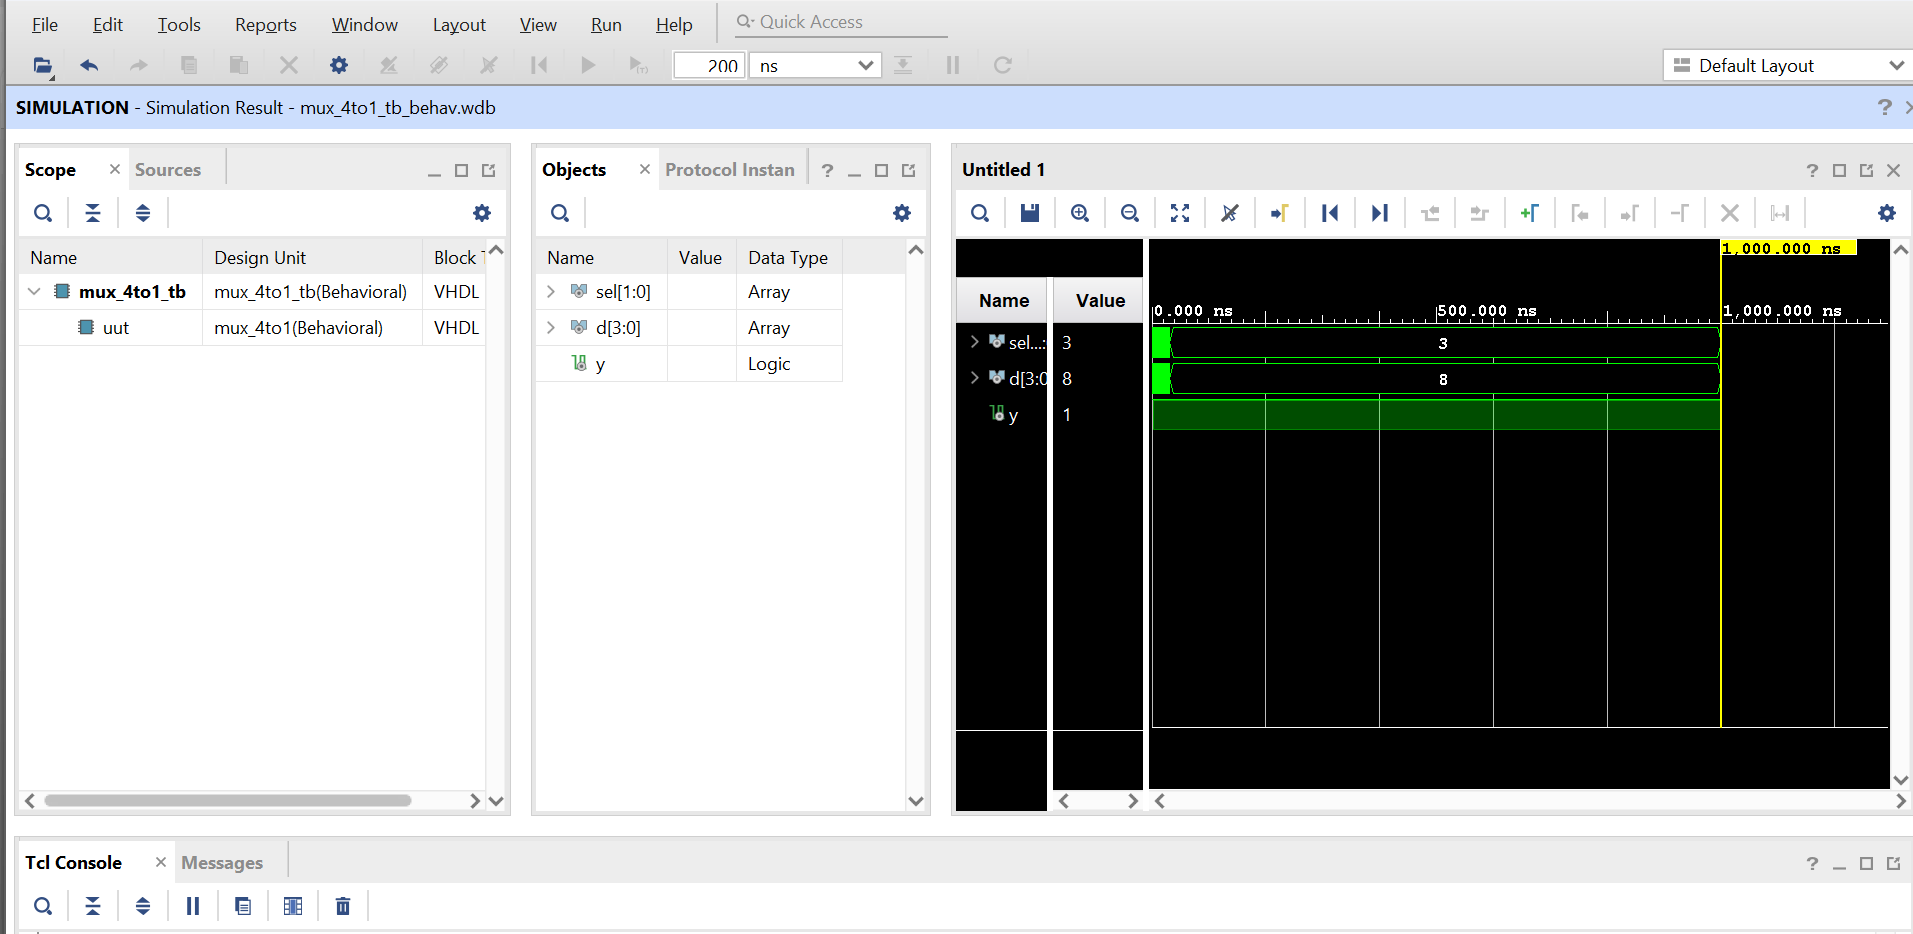 File Edit Tools Reports Window Layout View Run Help Quick Access
200 ns Default Layout
SIMULATION - Simulation Result - mux_4to1_tb_behav.wdb
Scope Sources
Name Design Unit Block T
mux_4to1_tb mux_4to1_tb(Behavioral) VHDL
uut mux_4to1(Behavioral) VHDL
Objects Protocol Instan
Name Value Data Type
sel[1:0] Array
d[3:0] Array
y Logic
Untitled 1
1,000.000 ns
Name Value
0.000 ns 500.000 ns 1,000.000 ns
sel...: 3 3
d[3:0 8 8
y 1
Tcl Console Messages